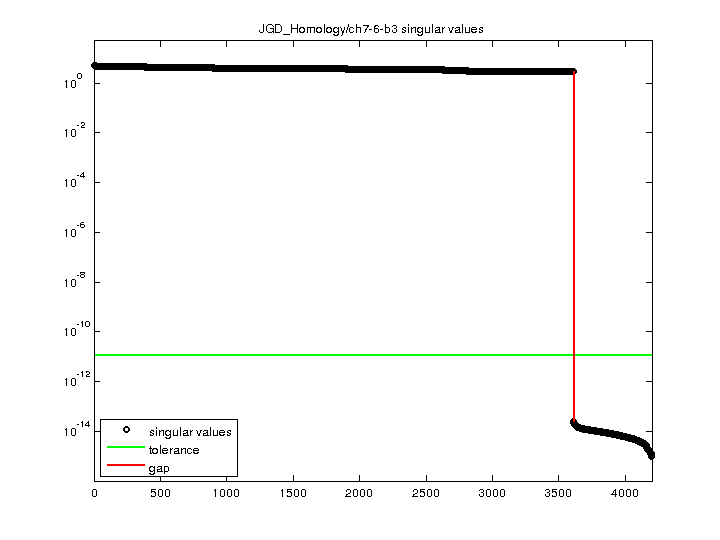 JGD_Homology/ch7-6-b3 singular values
10^0
10^-2
10^-4
10^-6
10^-8
10^-10
10^-12
10^-14
singular values
tolerance
gap
0 500 1000 1500 2000 2500 3000 3500 4000